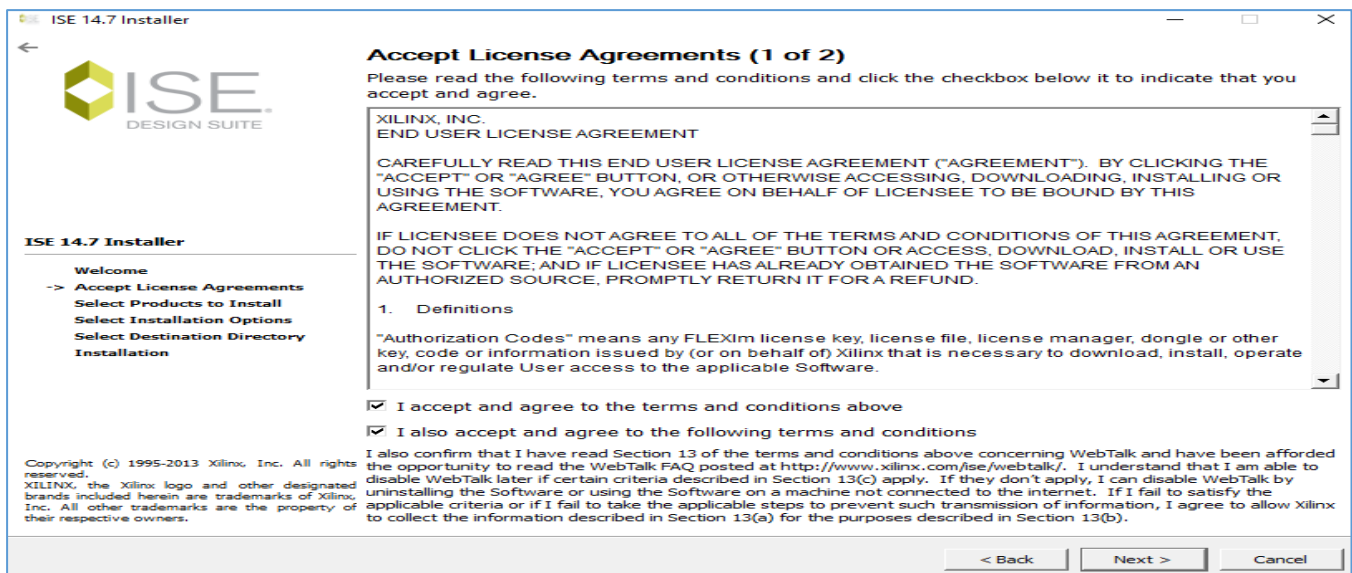 ISE 14.7 Installer
ISE.
DESIGN SUITE
ISE 14.7 Installer
Welcome
-> Accept License Agreements
Select Products to Install
Select Installation Options
Select Destination Directory
Installation
Copyright (c) 1995-2013 Xilinx, Inc. All rights
reserved.
XILINX, the Xilinx logo and other designated
brands included herein are trademarks of Xilinx,
Inc. All other trademarks are the property of
their respective owners.
Accept License Agreements (1 of 2)
Please read the following terms and conditions and click the checkbox below it to indicate that you
accept and agree.
XILINX, INC.
END USER LICENSE AGREEMENT
CAREFULLY READ THIS END USER LICENSE AGREEMENT ("AGREEMENT"). BY CLICKING THE
"ACCEPT" OR "AGREE" BUTTON, OR OTHERWISE ACCESSING, DOWNLOADING, INSTALLING OR
USING THE SOFTWARE, YOU AGREE ON BEHALF OF LICENSEE TO BE BOUND BY THIS
AGREEMENT.
IF LICENSEE DOES NOT AGREE TO ALL OF THE TERMS AND CONDITIONS OF THIS AGREEMENT,
DO NOT CLICK THE "ACCEPT" OR "AGREE" BUTTON OR ACCESS, DOWNLOAD, INSTALL OR USE
THE SOFTWARE; AND IF LICENSEE HAS ALREADY OBTAINED THE SOFTWARE FROM AN
AUTHORIZED SOURCE, PROMPTLY RETURN IT FOR A REFUND.
1. Definitions
"Authorization Codes" means any FLEXlm license key, license file, license manager, dongle or other
key, code or information issued by (or on behalf of) Xilinx that is necessary to download, install, operate
and/or regulate User access to the applicable Software.
I accept and agree to the terms and conditions above
I also accept and agree to the following terms and conditions
I also confirm that I have read Section 13 of the terms and conditions above concerning WebTalk and have been afforded
the opportunity to read the WebTalk FAQ posted at http://www.xilinx.com/ise/webtalk/. I understand that I am able to
disable WebTalk later if certain criteria described in Section 13(c) apply. If they don't apply, I can disable WebTalk by
uninstalling the Software or using the Software on a machine not connected to the internet. If I fail to satisfy the
applicable criteria or if I fail to take the applicable steps to prevent such transmission of information, I agree to allow Xilinx
to collect the information described in Section 13(a) for the purposes described in Section 13(b).
< Back
Next >
Cancel